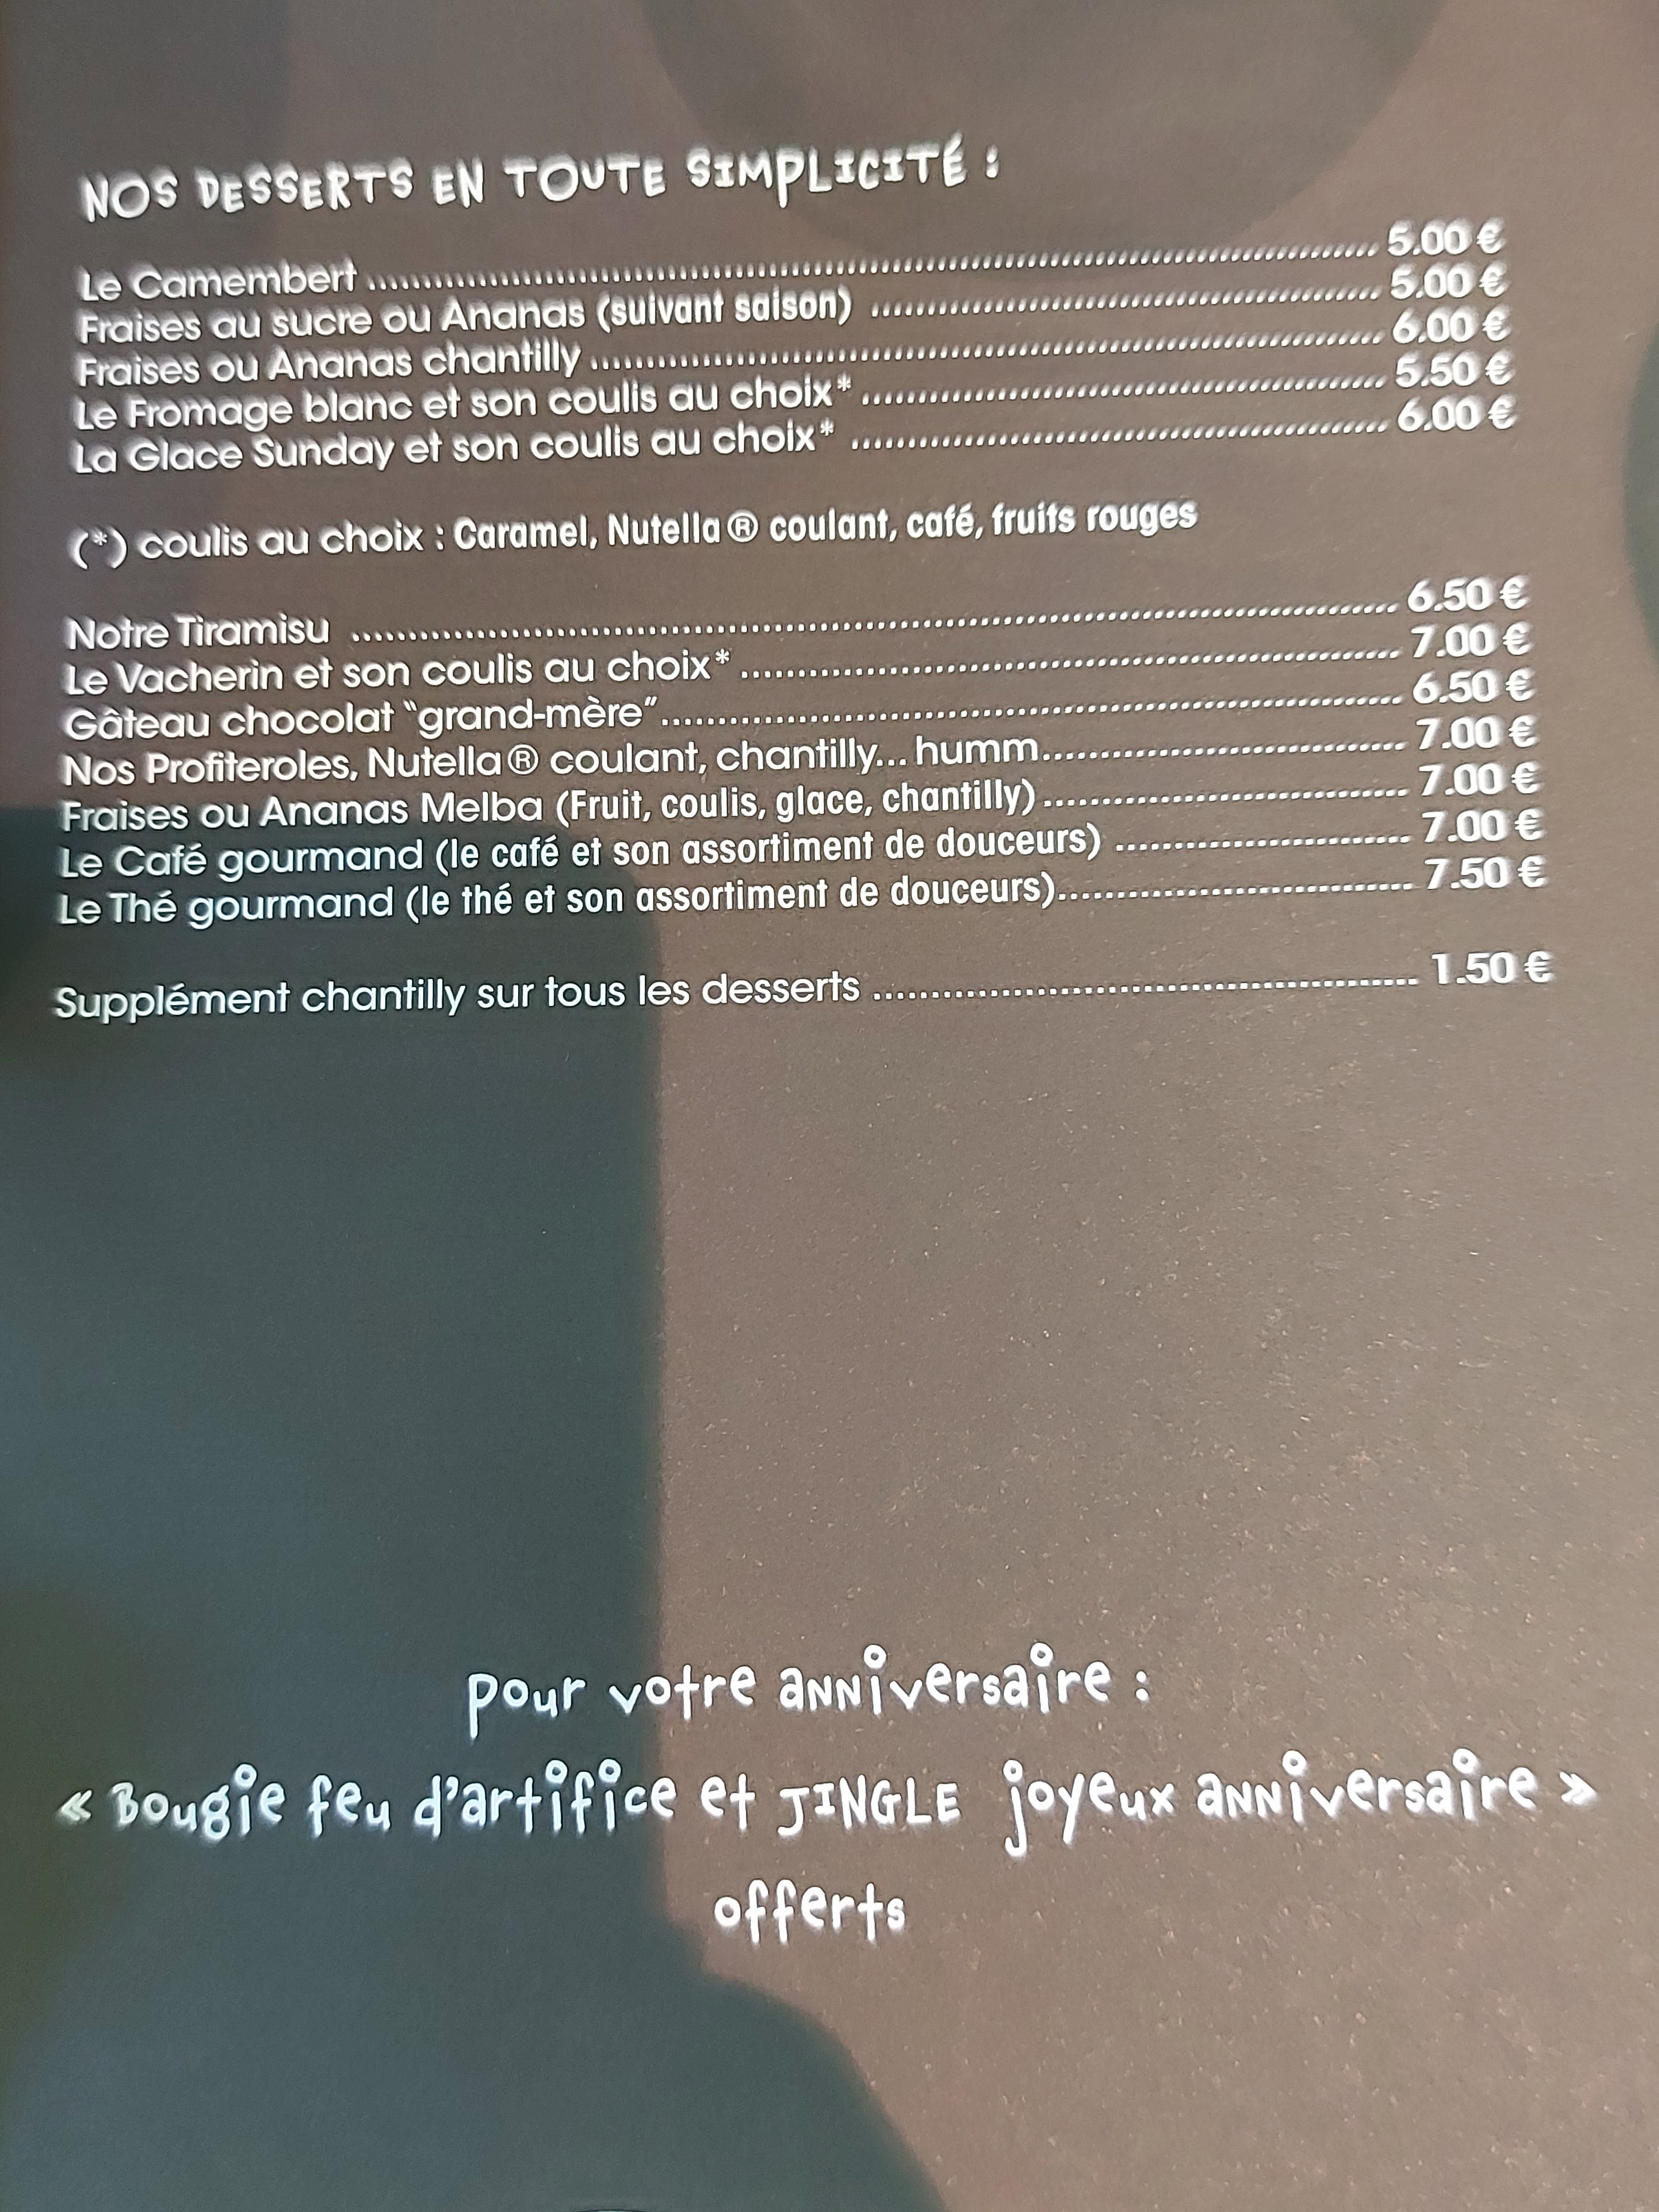 NOS DESSERTS EN TOUTE SIMPLICITÉ :
Le Camembert ........ 5.00 €
Fraises au sucre ou Ananas (suivant saison) ........ 5.00 €
Fraises ou Ananas chantilly ........ 6.00 €
Le Fromage blanc et son coulis au choix* ........ 5.50 €
La Glace Sunday et son coulis au choix* ........ 6.00 €
(*) coulis au choix : Caramel, Nutella® coulant, café, fruits rouges
Notre Tiramisu ........ 6.50 €
Le Vacherin et son coulis au choix* ........ 7.00 €
Gâteau chocolat "grand-mère" ........ 6.50 €
Nos Profiteroles, Nutella® coulant, chantilly... humm ........ 7.00 €
Fraises ou Ananas Melba (Fruit, coulis, glace, chantilly) ........ 7.00 €
Le Café gourmand (le café et son assortiment de douceurs) ........ 7.00 €
Le Thé gourmand (le thé et son assortiment de douceurs) ........ 7.50 €
Supplément chantilly sur tous les desserts ........ 1.50 €
pour votre anniversaire :
« Bougie feu d'artifice et JINGLE joyeux anniversaire »
offerts